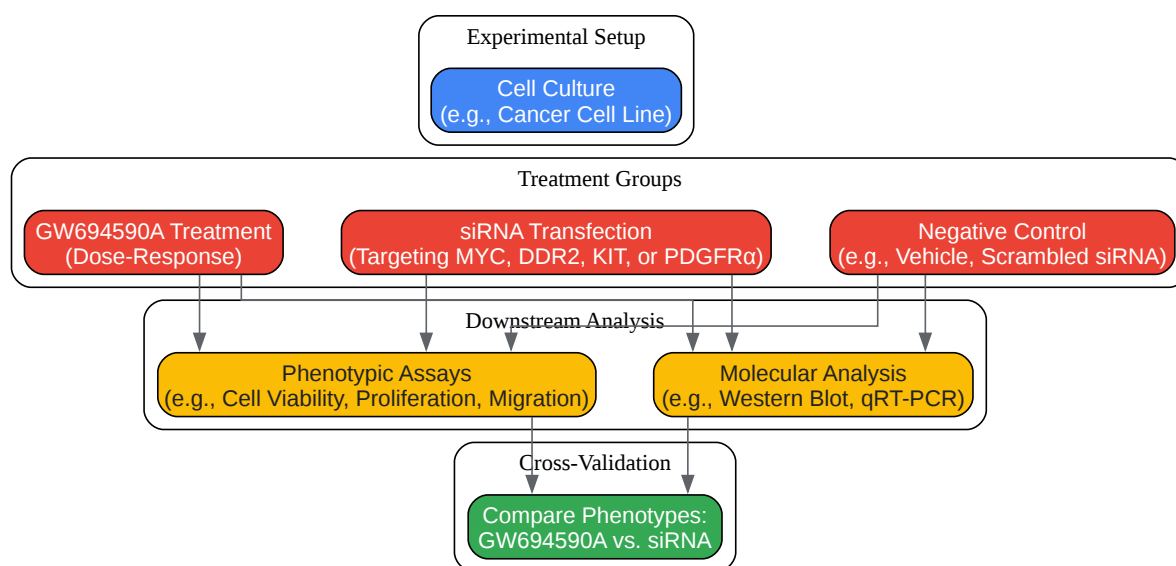 Experimental Setup
Cell Culture
(e.g., Cancer Cell Line)
Treatment Groups
GW694590A Treatment
(Dose-Response)
siRNA Transfection
(Targeting MYC, DDR2, KIT, or PDGFRα)
Negative Control
(e.g., Vehicle, Scrambled siRNA)
Downstream Analysis
Phenotypic Assays
(e.g., Cell Viability, Proliferation, Migration)
Molecular Analysis
(e.g., Western Blot, qRT-PCR)
Cross-Validation
Compare Phenotypes:
GW694590A vs. siRNA